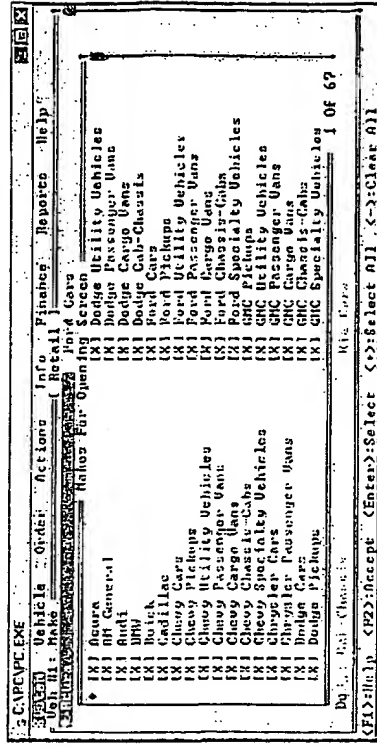 C:\PC\PC.EXE
Vehicle Order Actions Info Finance Reports Help
Veh #1: Make [ Retail ]
Ford Cars
Makes For Opening Screen
[X] Acura [X] Dodge Utility Vehicles
[X] AM General [X] Dodge Passenger Vans
[X] Audi [X] Dodge Cargo Vans
[X] BMW [X] Dodge Cab-Chassis
[X] Buick [X] Ford Cars
[X] Cadillac [X] Ford Pickups
[X] Chevy Cars [X] Ford Utility Vehicles
[X] Chevy Pickups [X] Ford Passenger Vans
[X] Chevy Utility Vehicles [X] Ford Cargo Vans
[X] Chevy Passenger Vans [X] Ford Chassis-Cabs
[X] Chevy Cargo Vans [X] Ford Specialty Vehicles
[X] Chevy Chassis-Cabs [X] GMC Pickups
[X] Chevy Specialty Vehicles [X] GMC Utility Vehicles
[X] Chrysler Cars [X] GMC Passenger Vans
[X] Chrysler Passenger Vans [X] GMC Cargo Vans
[X] Dodge Cars [X] GMC Chassis-Cabs
[X] Dodge Pickups [X] GMC Specialty Vehicles
1 OF 67
Kia Cars
<F1>:Help <F2>:Accept <Enter>:Select <+>:Select All <->:Clear All